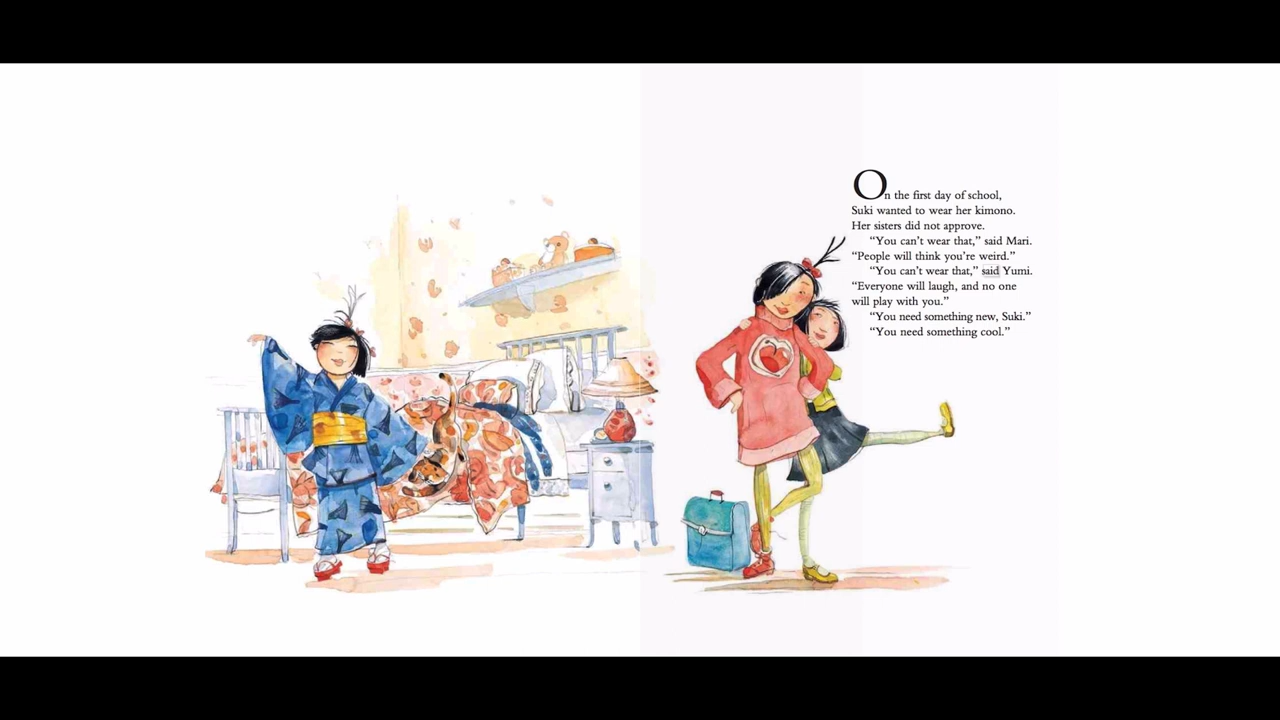 On the first day of school,
Suki wanted to wear her kimono.
Her sisters did not approve.
“You can’t wear that,” said Mari.
“People will think you’re weird.”
“You can’t wear that,” said Yumi.
“Everyone will laugh, and no one
will play with you.”
“You need something new, Suki.”
“You need something cool.”